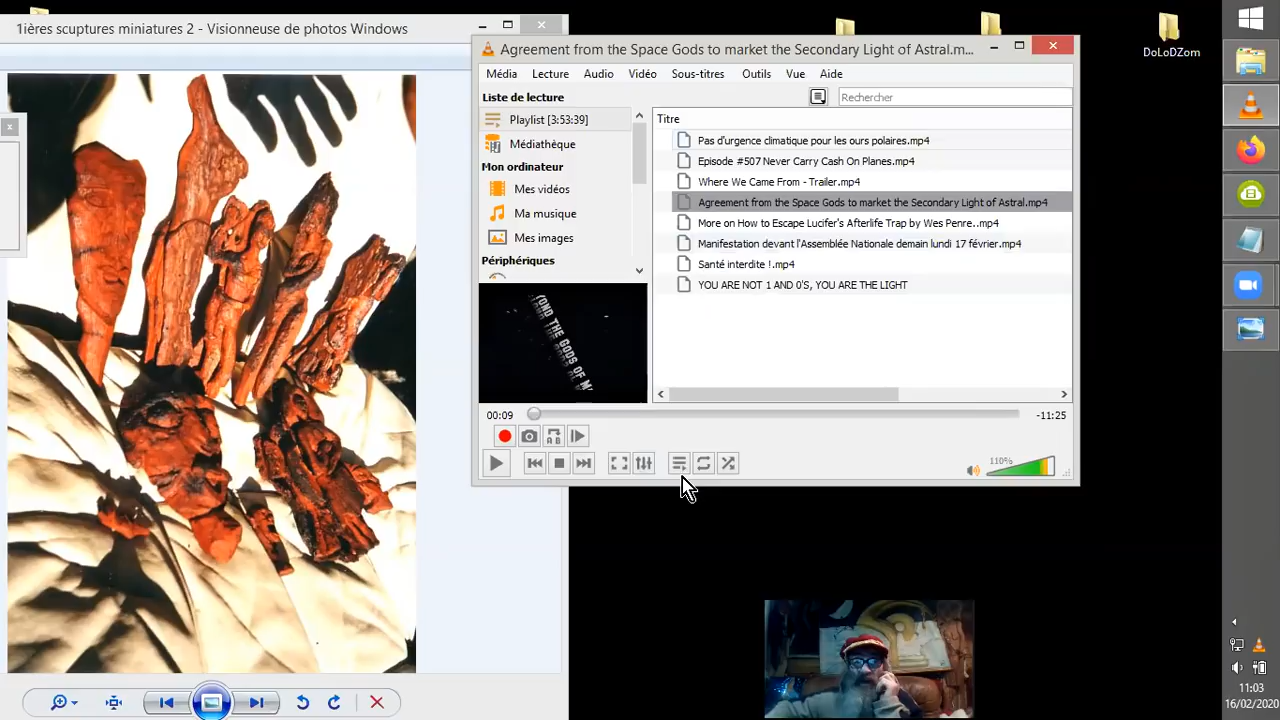 1ières scuptures miniatures 2 - Visionneuse de photos Windows
Agreement from the Space Gods to market the Secondary Light of Astral.m...
Média Lecture Audio Vidéo Sous-titres Outils Vue Aide
Liste de lecture
Rechercher
Playlist [3:53:39]
Titre
Médiathèque
Mon ordinateur
Mes vidéos
Ma musique
Mes images
Périphériques
Pas d'urgence climatique pour les ours polaires.mp4
Episode #507 Never Carry Cash On Planes.mp4
Where We Came From - Trailer.mp4
Agreement from the Space Gods to market the Secondary Light of Astral.mp4
More on How to Escape Lucifer's Afterlife Trap by Wes Penre..mp4
Manifestation devant l'Assemblée Nationale demain lundi 17 février.mp4
Santé interdite !.mp4
YOU ARE NOT 1 AND 0'S, YOU ARE THE LIGHT
YOND THE GODS OF M
00:09
-11:25
110%
DoLoDZom
11:03
16/02/2020